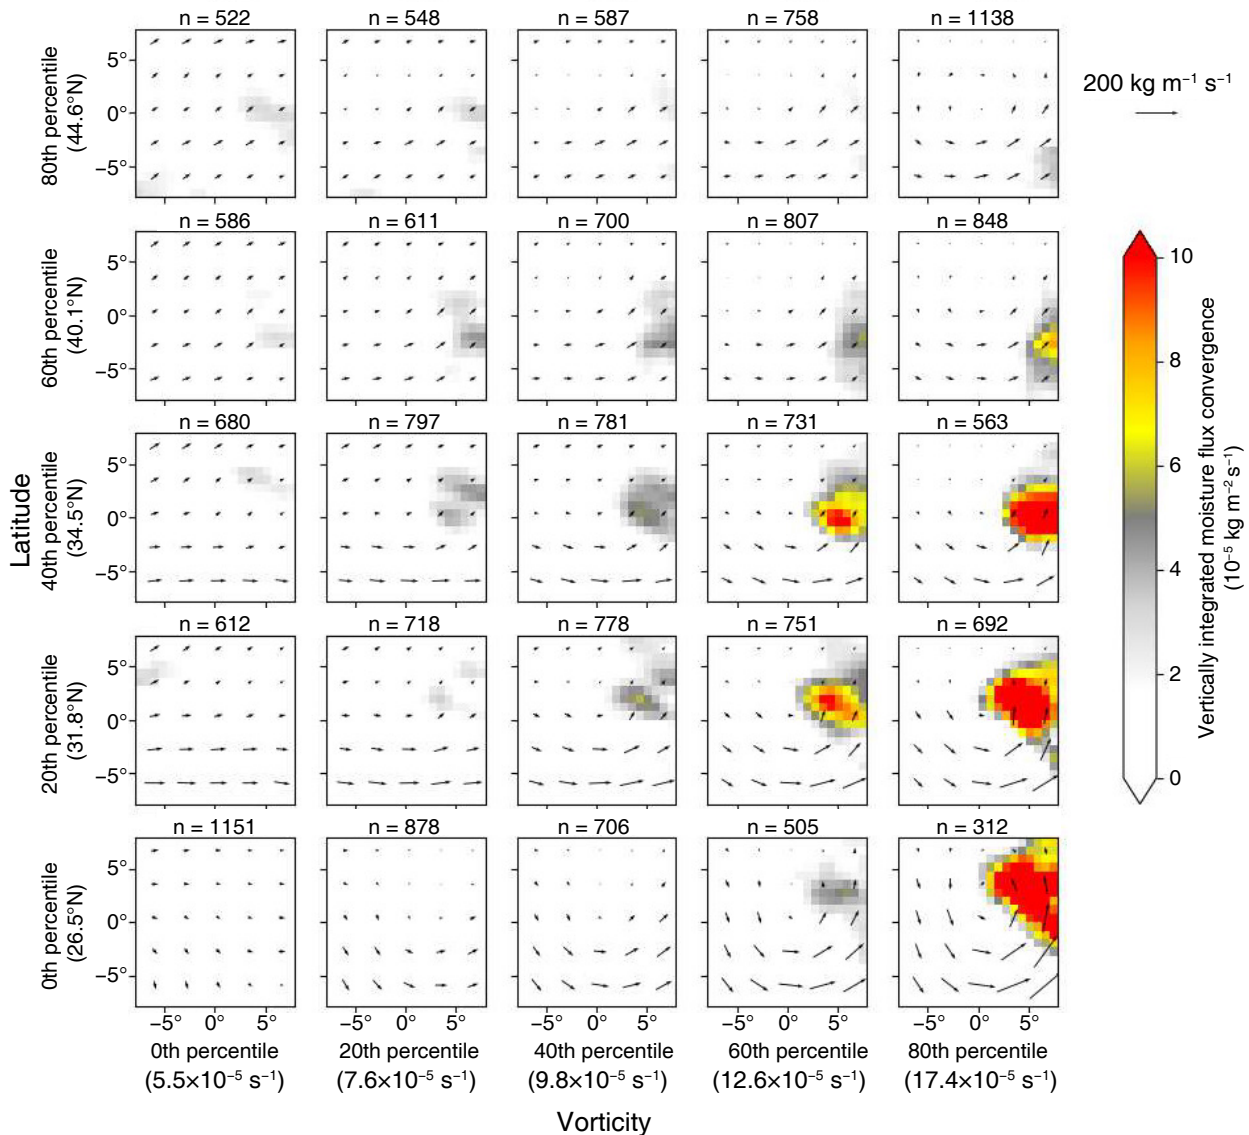 n = 522 n = 548 n = 587 n = 758 n = 1138
5°
0°
−5°
80th percentile
(44.6°N)
200 kg m⁻¹ s⁻¹
n = 586 n = 611 n = 700 n = 807 n = 848
5°
0°
−5°
60th percentile
(40.1°N)
n = 680 n = 797 n = 781 n = 731 n = 563
5°
0°
−5°
Latitude
40th percentile
(34.5°N)
n = 612 n = 718 n = 778 n = 751 n = 692
5°
0°
−5°
20th percentile
(31.8°N)
n = 1151 n = 878 n = 706 n = 505 n = 312
5°
0°
−5°
0th percentile
(26.5°N)
−5° 0° 5° −5° 0° 5° −5° 0° 5° −5° 0° 5° −5° 0° 5°
0th percentile 20th percentile 40th percentile 60th percentile 80th percentile
(5.5×10⁻⁵ s⁻¹) (7.6×10⁻⁵ s⁻¹) (9.8×10⁻⁵ s⁻¹) (12.6×10⁻⁵ s⁻¹) (17.4×10⁻⁵ s⁻¹)
Vorticity
10
8
6
4
2
0
Vertically integrated moisture flux convergence
(10⁻⁵ kg m⁻² s⁻¹)